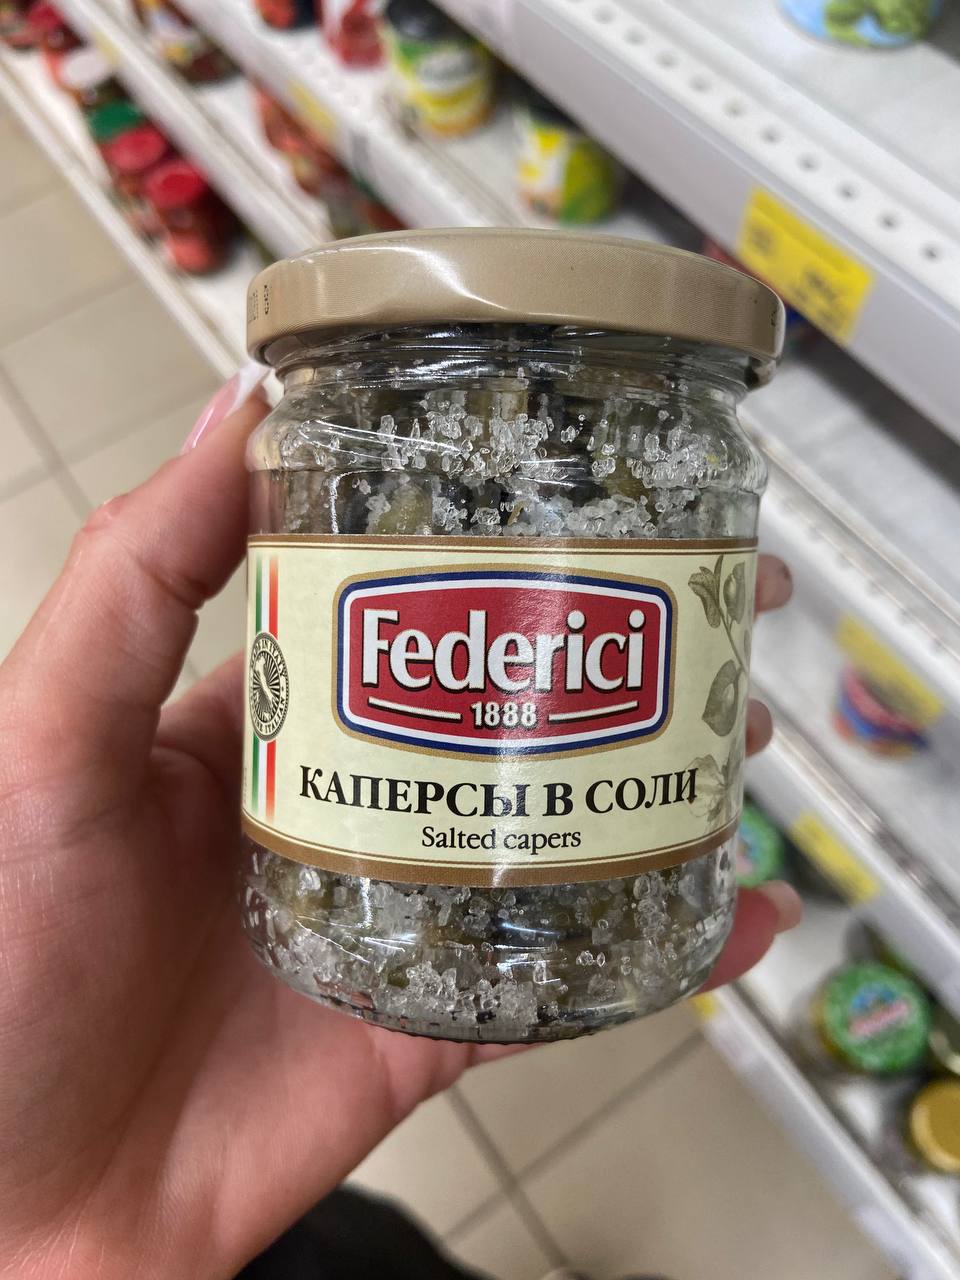 Federici
1888
КАПЕРСЫ В СОЛИ
Salted capers